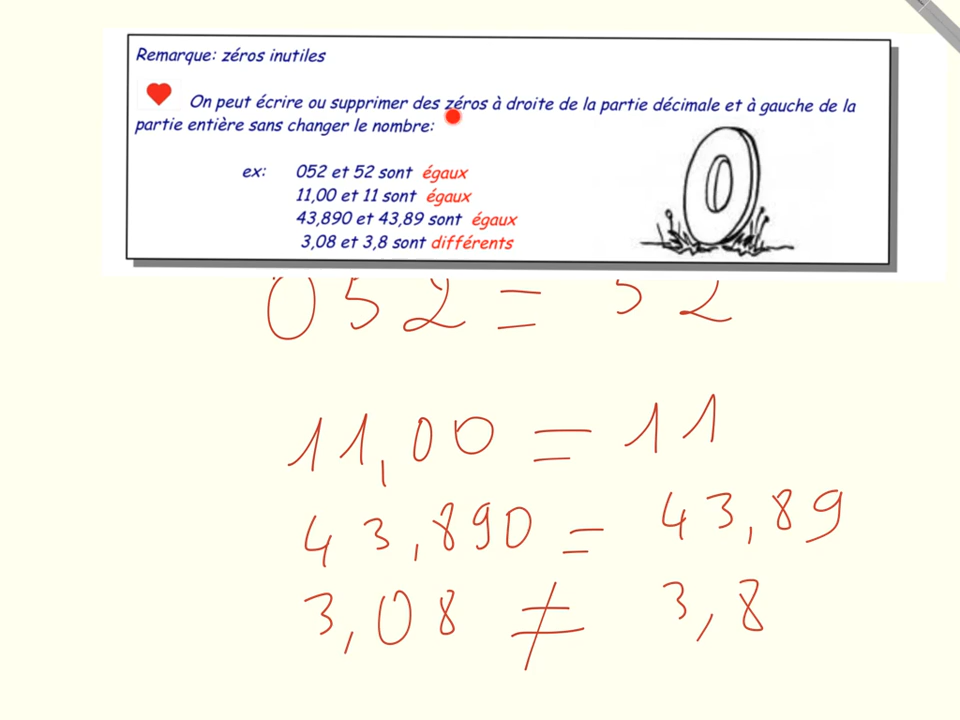 Remarque: zéros inutiles
On peut écrire ou supprimer des zéros à droite de la partie décimale et à gauche de la
partie entière sans changer le nombre:
ex: 052 et 52 sont égaux
11,00 et 11 sont égaux
43,890 et 43,89 sont égaux
3,08 et 3,8 sont différents
052 = 52
11,00 = 11
43,890 = 43,89
3,08 ≠ 3,8